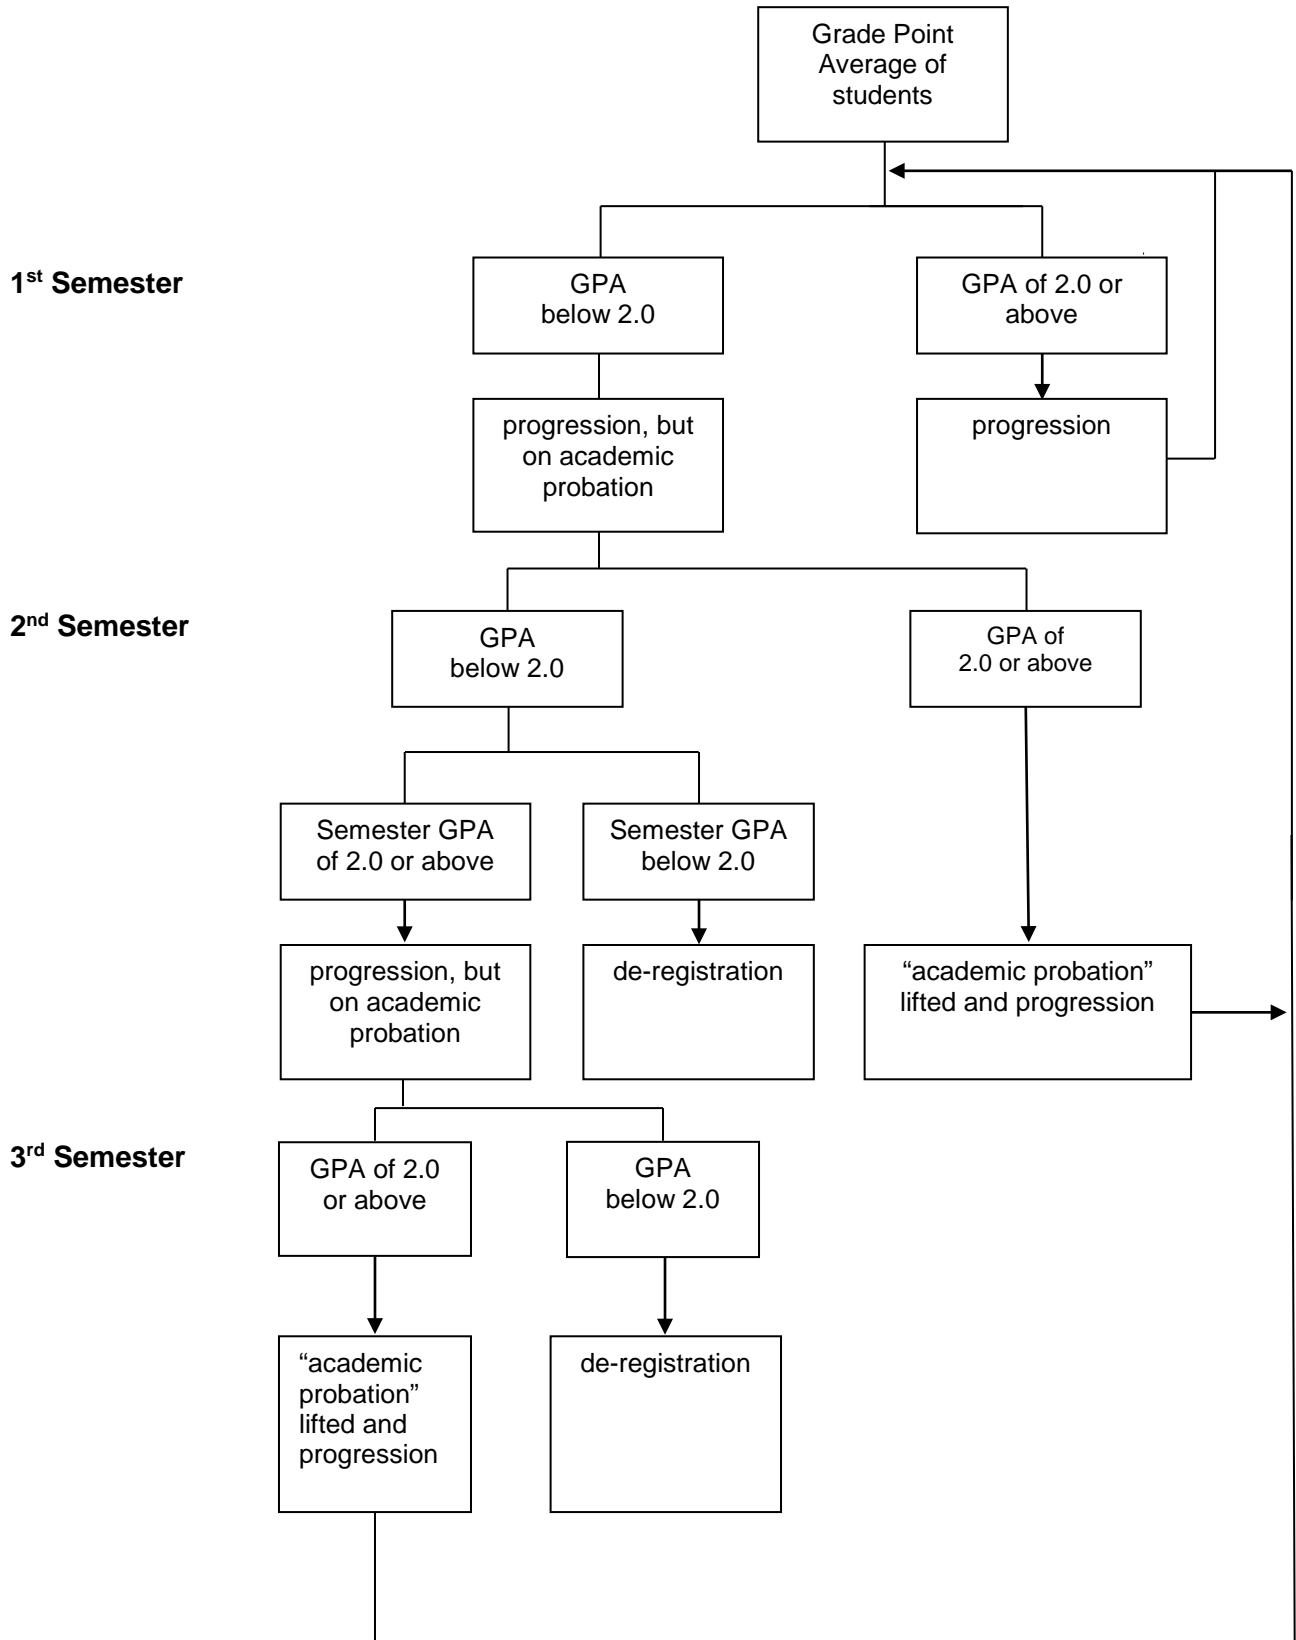 Grade Point
Average of
students
1st Semester
GPA
below 2.0
GPA of 2.0 or
above
progression, but
on academic
probation
progression
2nd Semester
GPA
below 2.0
GPA of
2.0 or above
Semester GPA
of 2.0 or above
Semester GPA
below 2.0
progression, but
on academic
probation
de-registration
“academic probation”
lifted and progression
3rd Semester
GPA of 2.0
or above
GPA
below 2.0
“academic
probation”
lifted and
progression
de-registration